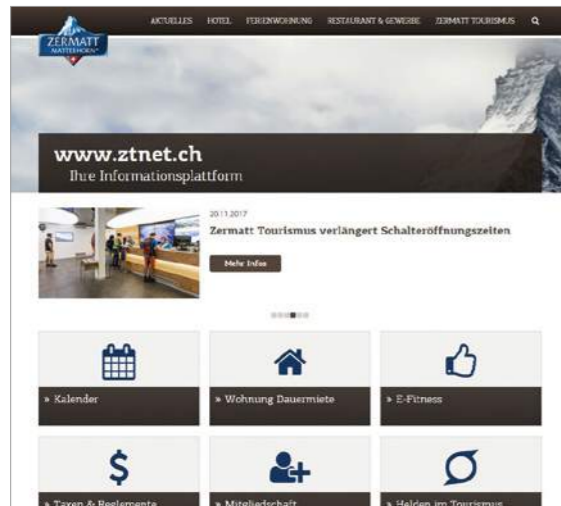 AKTUELLES HOTEL FERIENWOHNUNG RESTAURANT & GEWERBE ZERMATT TOURISMUS
ZERMATT
MATTERHORN
www.ztnet.ch
Ihre Informationsplattform
20.11.2017
Zermatt Tourismus verlängert Schalteröffnungszeiten
Mehr Infos
» Kalender
» Wohnung Dauermiete
» E-Fitness
» Taxen & Reglemente
» Mitgliedschaft
» Helden im Tourismus